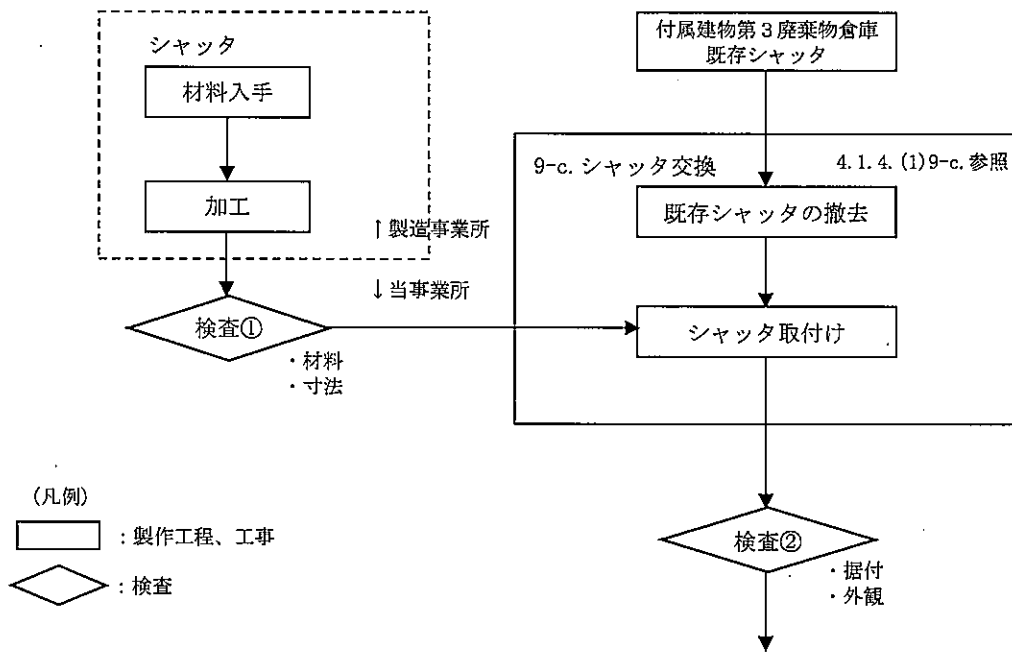 シャッタ
材料入手
加工
↑製造事業所
↓当事業所
検査①
・材料
・寸法
付属建物第3廃棄物倉庫
既存シャッタ
9-c. シャッタ交換
4.1.4.(1)9-c.参照
既存シャッタの撤去
シャッタ取付け
検査②
・据付
・外観
(凡例)
：製作工程、工事
：検査